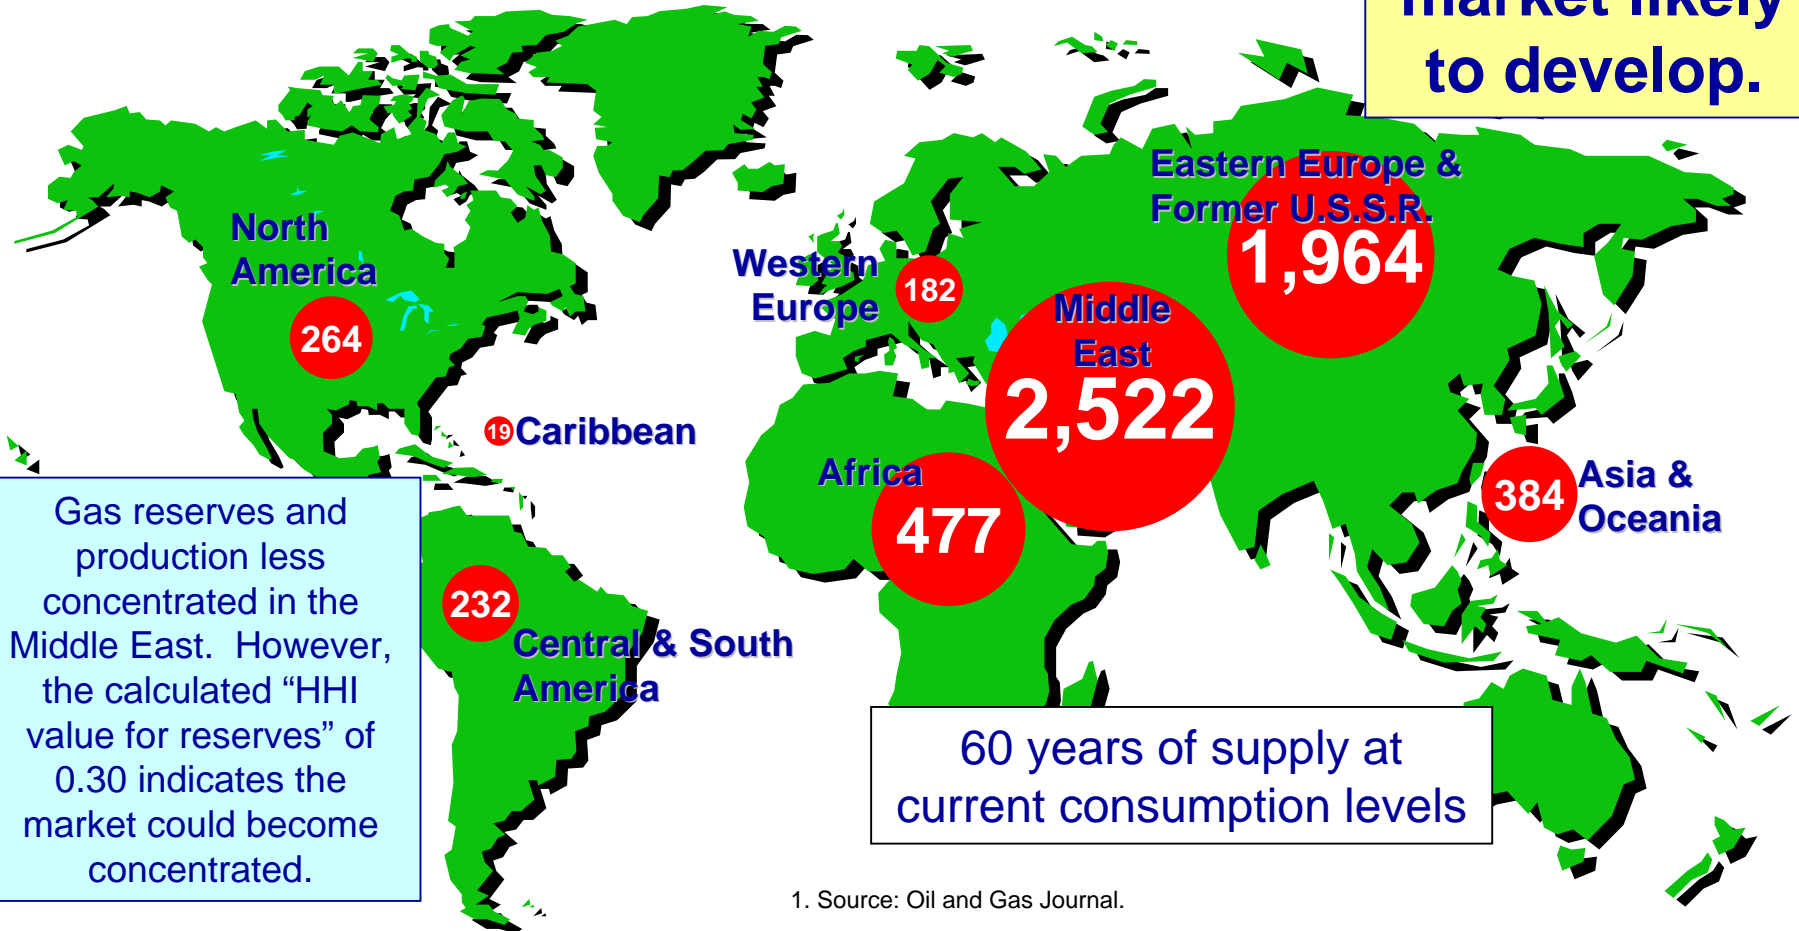 market likely
to develop.
Eastern Europe &
Former U.S.S.R.
1,964
North
America
264
Western
Europe
182
Middle
East
2,522
19 Caribbean
Africa
477
384
Asia &
Oceania
Gas reserves and
production less
concentrated in the
Middle East. However,
the calculated “HHI
value for reserves” of
0.30 indicates the
market could become
concentrated.
232
Central & South
America
60 years of supply at
current consumption levels
1. Source: Oil and Gas Journal.